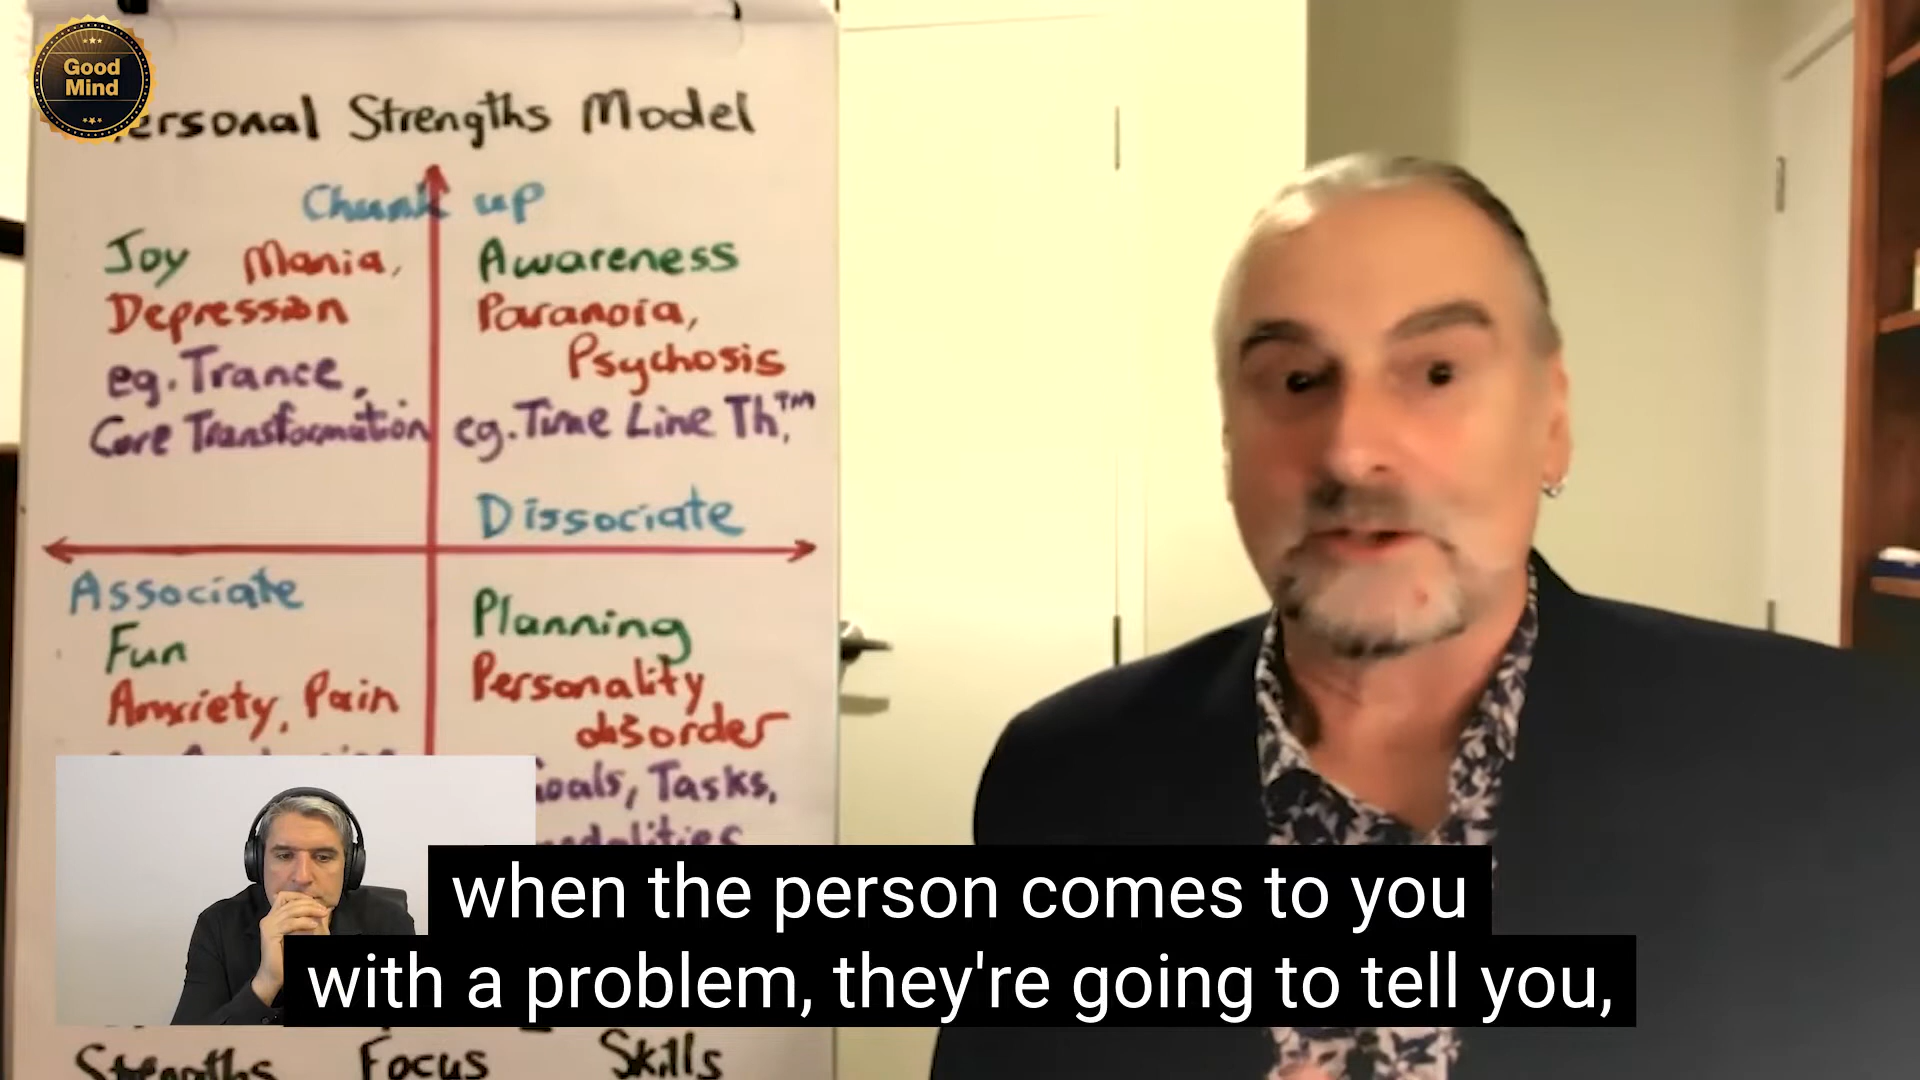 Good
Mind
ersonal Strengths Model
Chunk up
Joy Mania,
Depression
eg. Trance,
Core Transformation
Awareness
Paranoia,
Psychosis
eg. Time Line Th,™
Dissociate
Associate
Fun
Anxiety, Pain
Planning
Personality
disorder
oals, Tasks,
when the person comes to you
with a problem, they're going to tell you,
Strengths Focus Skills